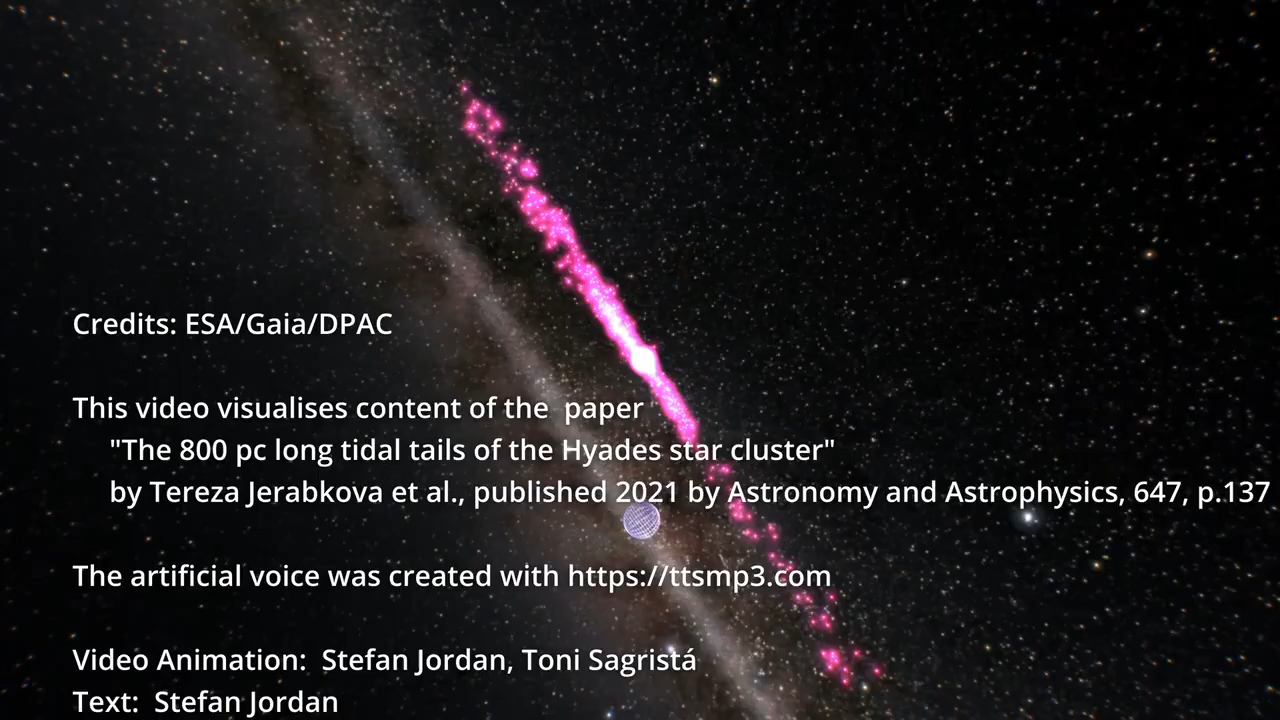 Credits: ESA/Gaia/DPAC
This video visualises content of the  paper
"The 800 pc long tidal tails of the Hyades star cluster"
by Tereza Jerabkova et al., published 2021 by Astronomy and Astrophysics, 647, p.137
The artificial voice was created with https://ttsmp3.com
Video Animation:  Stefan Jordan, Toni Sagristá
Text:  Stefan Jordan